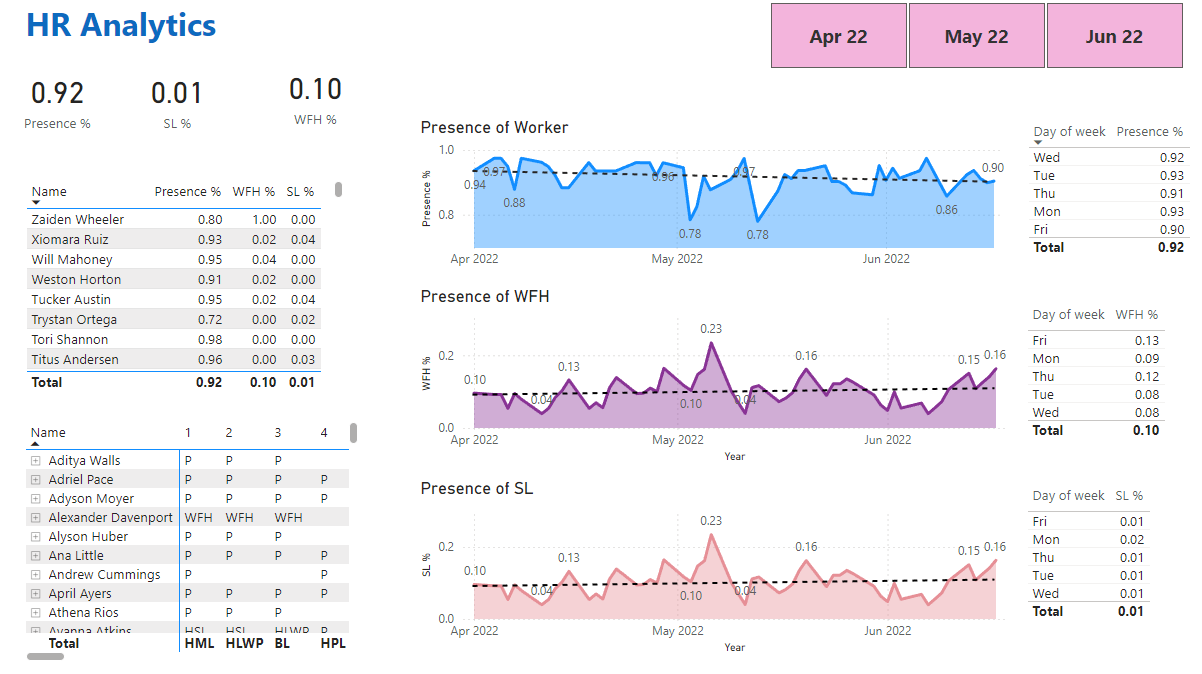 HR Analytics
Apr 22 May 22 Jun 22
0.92 0.01 0.10
Presence % SL % WFH %
Name Presence % WFH % SL %
Zaiden Wheeler 0.80 1.00 0.00
Xiomara Ruiz 0.93 0.02 0.04
Will Mahoney 0.95 0.04 0.00
Weston Horton 0.91 0.02 0.00
Tucker Austin 0.95 0.02 0.04
Trystan Ortega 0.72 0.00 0.02
Tori Shannon 0.98 0.00 0.00
Titus Andersen 0.96 0.00 0.03
Total 0.92 0.10 0.01
Name 1 2 3 4
Aditya Walls P P P
Adriel Pace P P P P
Adyson Moyer P P P P
Alexander Davenport WFH WFH WFH
Alyson Huber P P P
Ana Little P P P P
Andrew Cummings P P
April Ayers P P P P
Athena Rios P P P
Ayanna Atkins HSL HSL HLWP P
Total HML HLWP BL HPL
Presence of Worker
Presence %
1.0
0.8
0.94
0.97
0.88
0.96
0.78
0.97
0.78
0.86
0.90
Apr 2022 May 2022 Jun 2022
Day of week Presence %
Wed 0.92
Tue 0.93
Thu 0.91
Mon 0.93
Fri 0.90
Total 0.92
Presence of WFH
WFH %
0.2
0.0
0.10
0.04
0.13
0.10
0.23
0.04
0.16
0.15
0.16
Apr 2022 May 2022 Jun 2022
Year
Day of week WFH %
Fri 0.13
Mon 0.09
Thu 0.12
Tue 0.08
Wed 0.08
Total 0.10
Presence of SL
SL %
0.2
0.0
0.10
0.04
0.13
0.10
0.23
0.04
0.16
0.15
0.16
Apr 2022 May 2022 Jun 2022
Year
Day of week SL %
Fri 0.01
Mon 0.02
Thu 0.01
Tue 0.01
Wed 0.01
Total 0.01